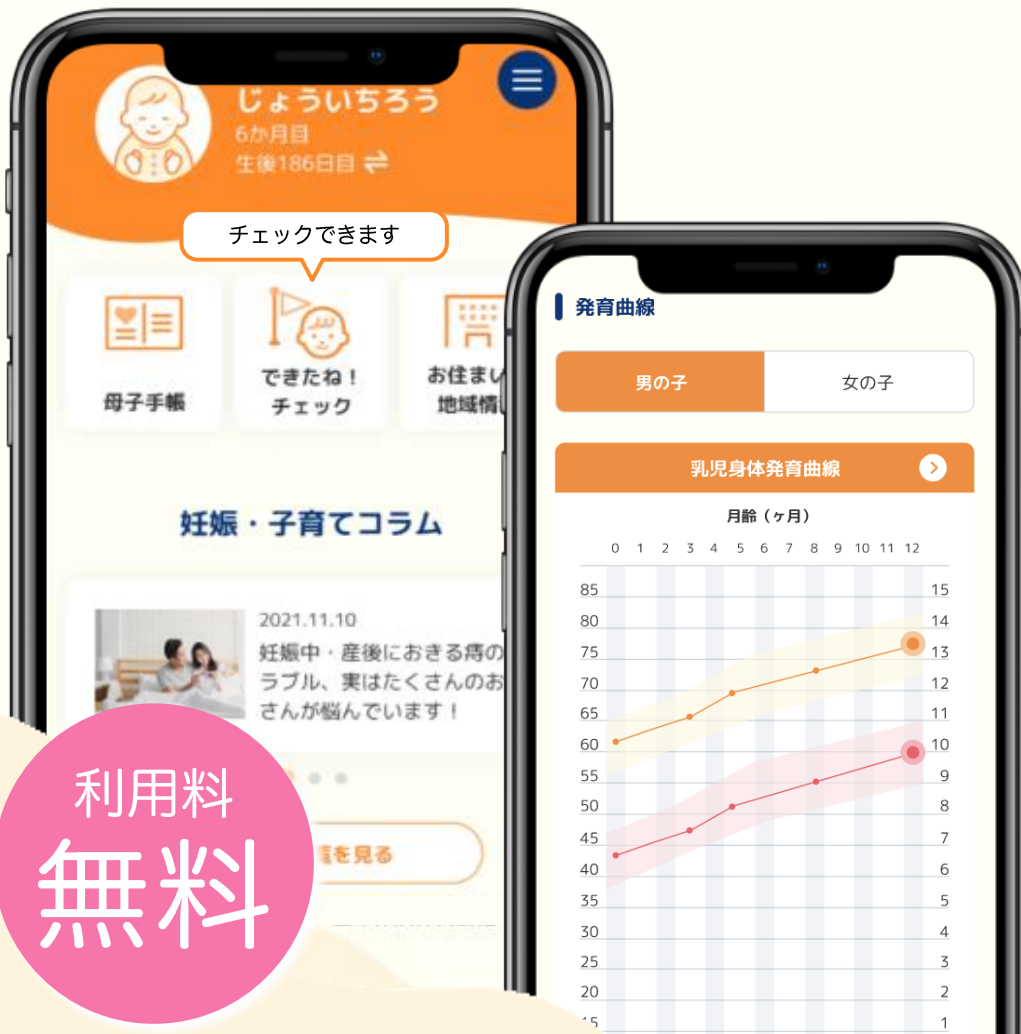 じょういちろう
6か月目
生後186日目
チェックできます
母子手帳
できたね！
チェック
お住まい
地域情
妊娠・子育てコラム
2021.11.10
妊娠中・産後におきる痔の
ラブル、実はたくさんのお
さんが悩んでいます！
を見る
利用料
無料
発育曲線
男の子
女の子
乳児身体発育曲線
月齢（ヶ月）
0 1 2 3 4 5 6 7 8 9 10 11 12
85 15
80 14
75 13
70 12
65 11
60 10
55 9
50 8
45 7
40 6
35 5
30 4
25 3
20 2
15 1